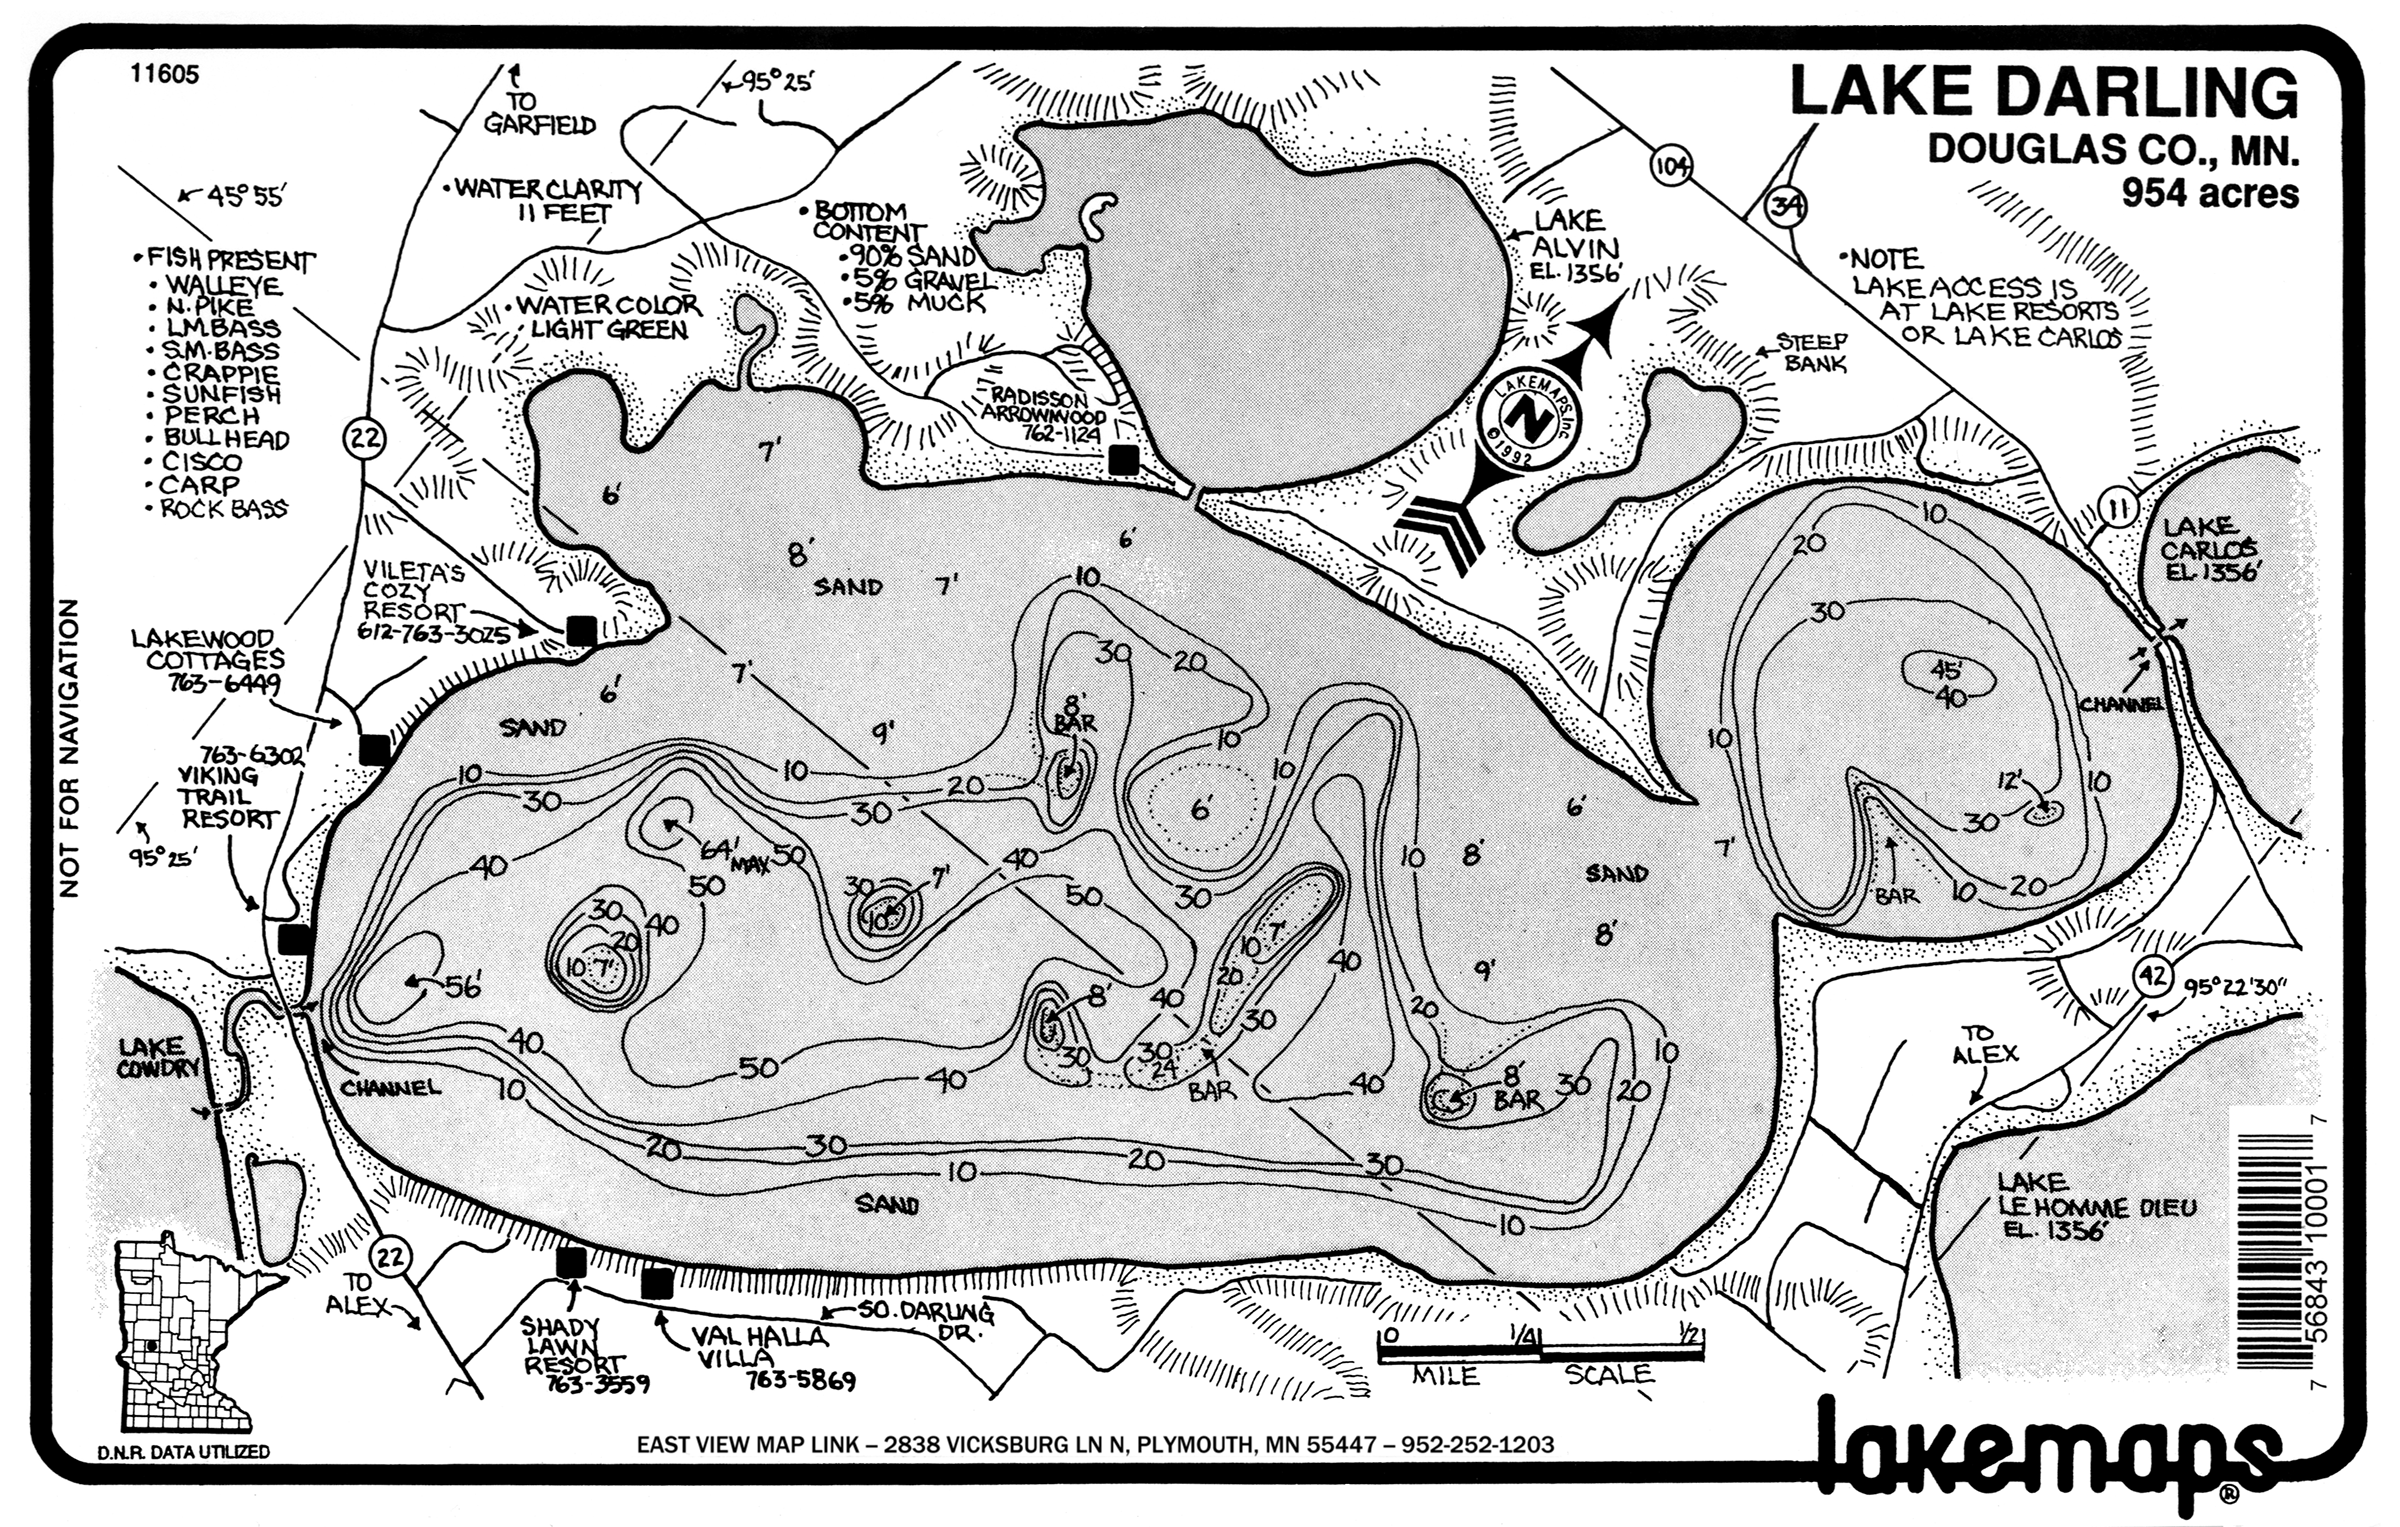 11605
LAKE DARLING
DOUGLAS CO., MN.
954 acres
TO
GARFIELD
95°25'
45°55'
• WATER CLARITY
11 FEET
• BOTTOM
CONTENT
• 90% SAND
• 5% GRAVEL
• 5% MUCK
• FISH PRESENT
• WALLEYE
• N. PIKE
• LM.BASS
• S.M. BASS
• CRAPPIE
• SUNFISH
• PERCH
• BULLHEAD
• CISCO
• CARP
• ROCK BASS
• WATER COLOR
• LIGHT GREEN
LAKE
ALVIN
EL. 1356'
104
34
• NOTE
LAKE ACCESS IS
AT LAKE RESORTS
OR LAKE CARLOS
STEEP
BANK
RADISSON
ARROWWOOD
762-1124
LAKEMAPS, Inc.
N
©1992
22
11
LAKE
CARLOS
EL. 1356'
CHANNEL
VILETA'S
COZY
RESORT
612-763-3025
LAKEWOOD
COTTAGES
763-6449
763-6302
VIKING
TRAIL
RESORT
95°25'
NOT FOR NAVIGATION
7'
6'
8'
SAND
7'
6'
10
20
30
45'
40
10
12'
30
10
BAR
10
20
10
30
20
8'
BAR
10
6'
10
7'
6'
SAND
9'
10
10
20
30
30
40
64'
MAX
50
50
40
50
30
7'
10
30
20
40
10
7'
56'
6'
8'
7'
SAND
8'
9'
10
30
7'
10
20
40
30
40
8'
30
30
24'
BAR
40
20
8'
BAR
30
20
10
40
50
40
10
20
30
10
20
30
10
SAND
LAKE
COWDRY
CHANNEL
42
95°22'30"
TO
ALEX
LAKE
LE HOMME DIEU
EL. 1356'
22
TO
ALEX
SHADY
LAWN
RESORT
763-3559
VAL HALLA
VILLA
763-5869
SO. DARLING
DR.
0 1/4 1/2
MILE SCALE
D.N.R. DATA UTILIZED
EAST VIEW MAP LINK – 2838 VICKSBURG LN N, PLYMOUTH, MN 55447 – 952-252-1203
7 56843 10001 7
lakemaps®